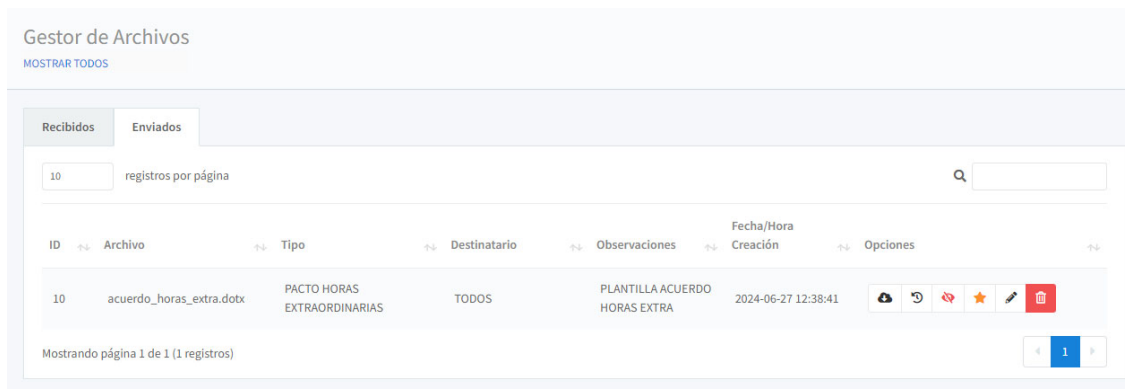 Gestor de Archivos
MOSTRAR TODOS
Recibidos Enviados
10 registros por página
ID Archivo Tipo Destinatario Observaciones Fecha/Hora Creación Opciones
10 acuerdo_horas_extra.dotx PACTO HORAS EXTRAORDINARIAS TODOS PLANTILLA ACUERDO HORAS EXTRA 2024-06-27 12:38:41
Mostrando página 1 de 1 (1 registros) 1